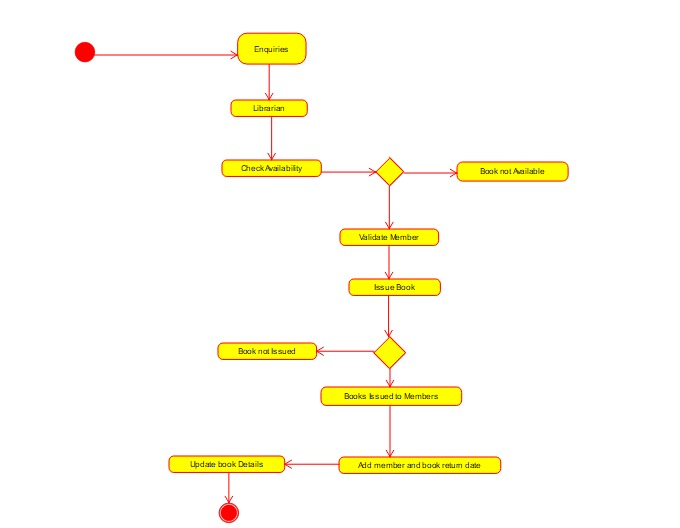 Enquiries
Librarian
Check Availability
Book not Available
Validate Member
Issue Book
Book not Issued
Books Issued to Members
Update book Details
Add member and book return date